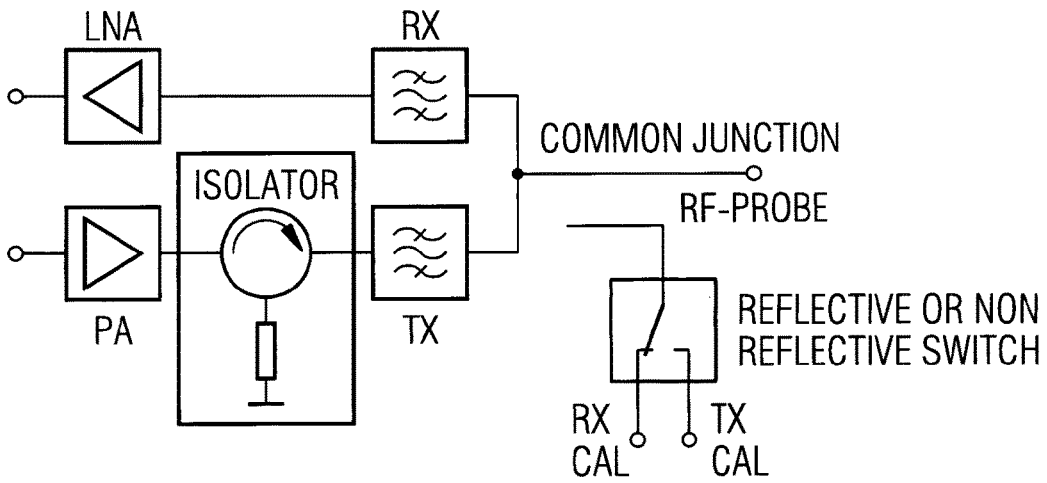 LNA
RX
COMMON JUNCTION
ISOLATOR
RF-PROBE
PA
TX
REFLECTIVE OR NON
REFLECTIVE SWITCH
RX
CAL
TX
CAL